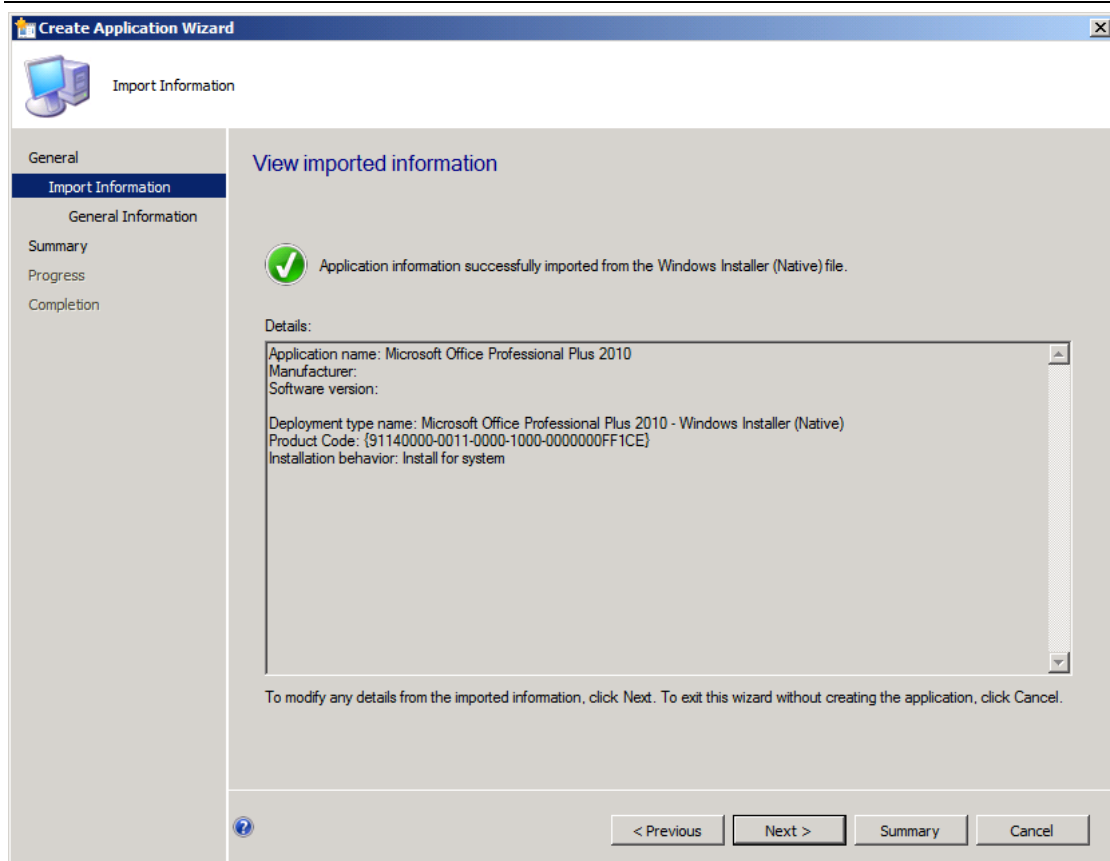 Create Application Wizard
Import Information
General
Import Information
General Information
Summary
Progress
Completion
View imported information
Application information successfully imported from the Windows Installer (Native) file.
Details:
Application name: Microsoft Office Professional Plus 2010
Manufacturer:
Software version:
Deployment type name: Microsoft Office Professional Plus 2010 - Windows Installer (Native)
Product Code: {91140000-0011-0000-1000-0000000FF1CE}
Installation behavior: Install for system
To modify any details from the imported information, click Next. To exit this wizard without creating the application, click Cancel.
< Previous Next > Summary Cancel